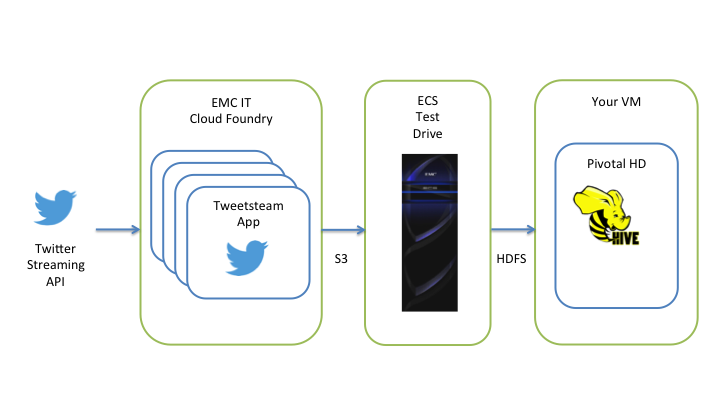 EMC IT
Cloud Foundry
ECS
Test
Drive
Your VM
Pivotal HD
Tweetsteam
App
HIVE
Twitter
Streaming
API
S3
HDFS
EMC